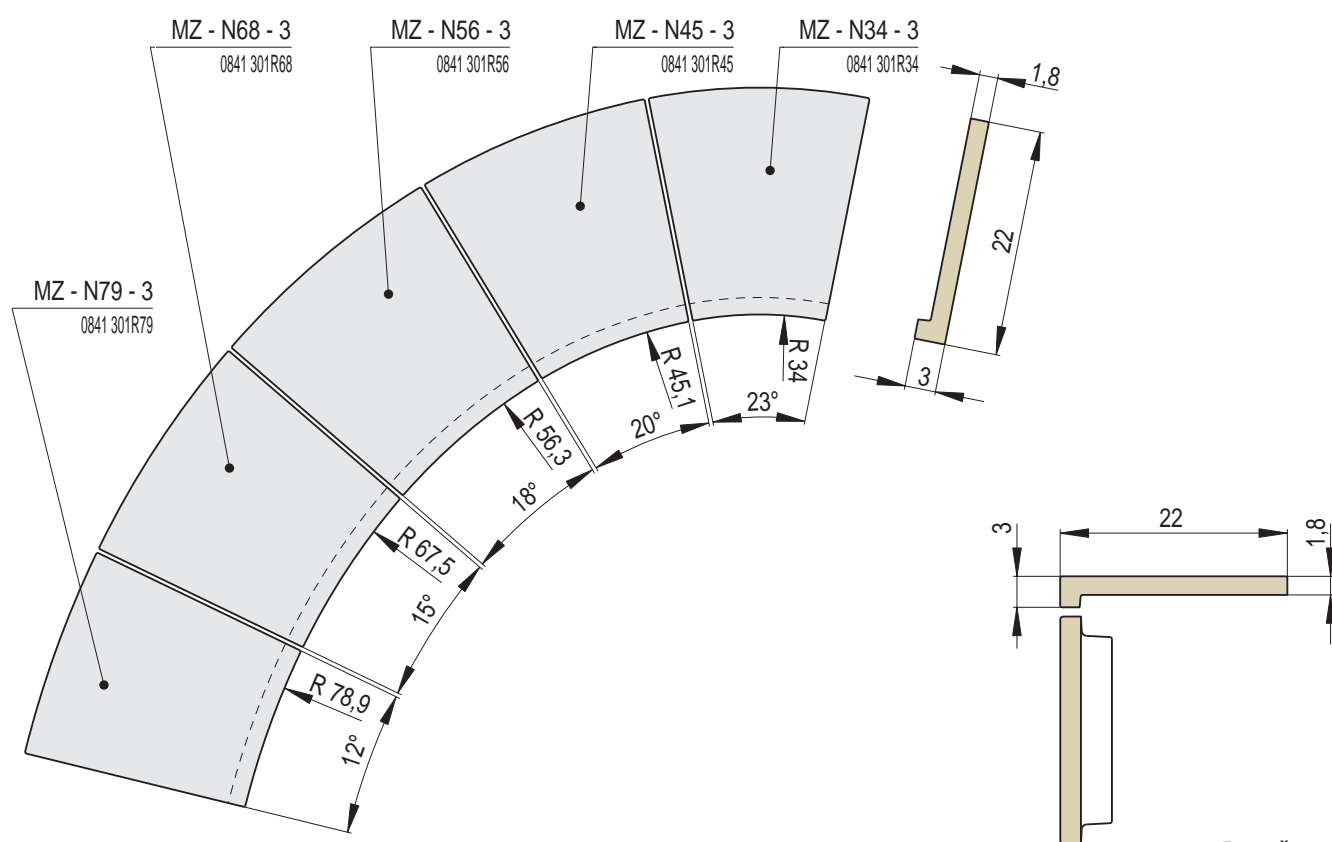 MZ - N68 - 3
0841 301R68
MZ - N56 - 3
0841 301R56
MZ - N45 - 3
0841 301R45
MZ - N34 - 3
0841 301R34
1,8
22
3
MZ - N79 - 3
0841 301R79
R 34
R 45,1
23°
20°
R 56,3
18°
R 67,5
15°
R 78,9
12°
22
3
1,8